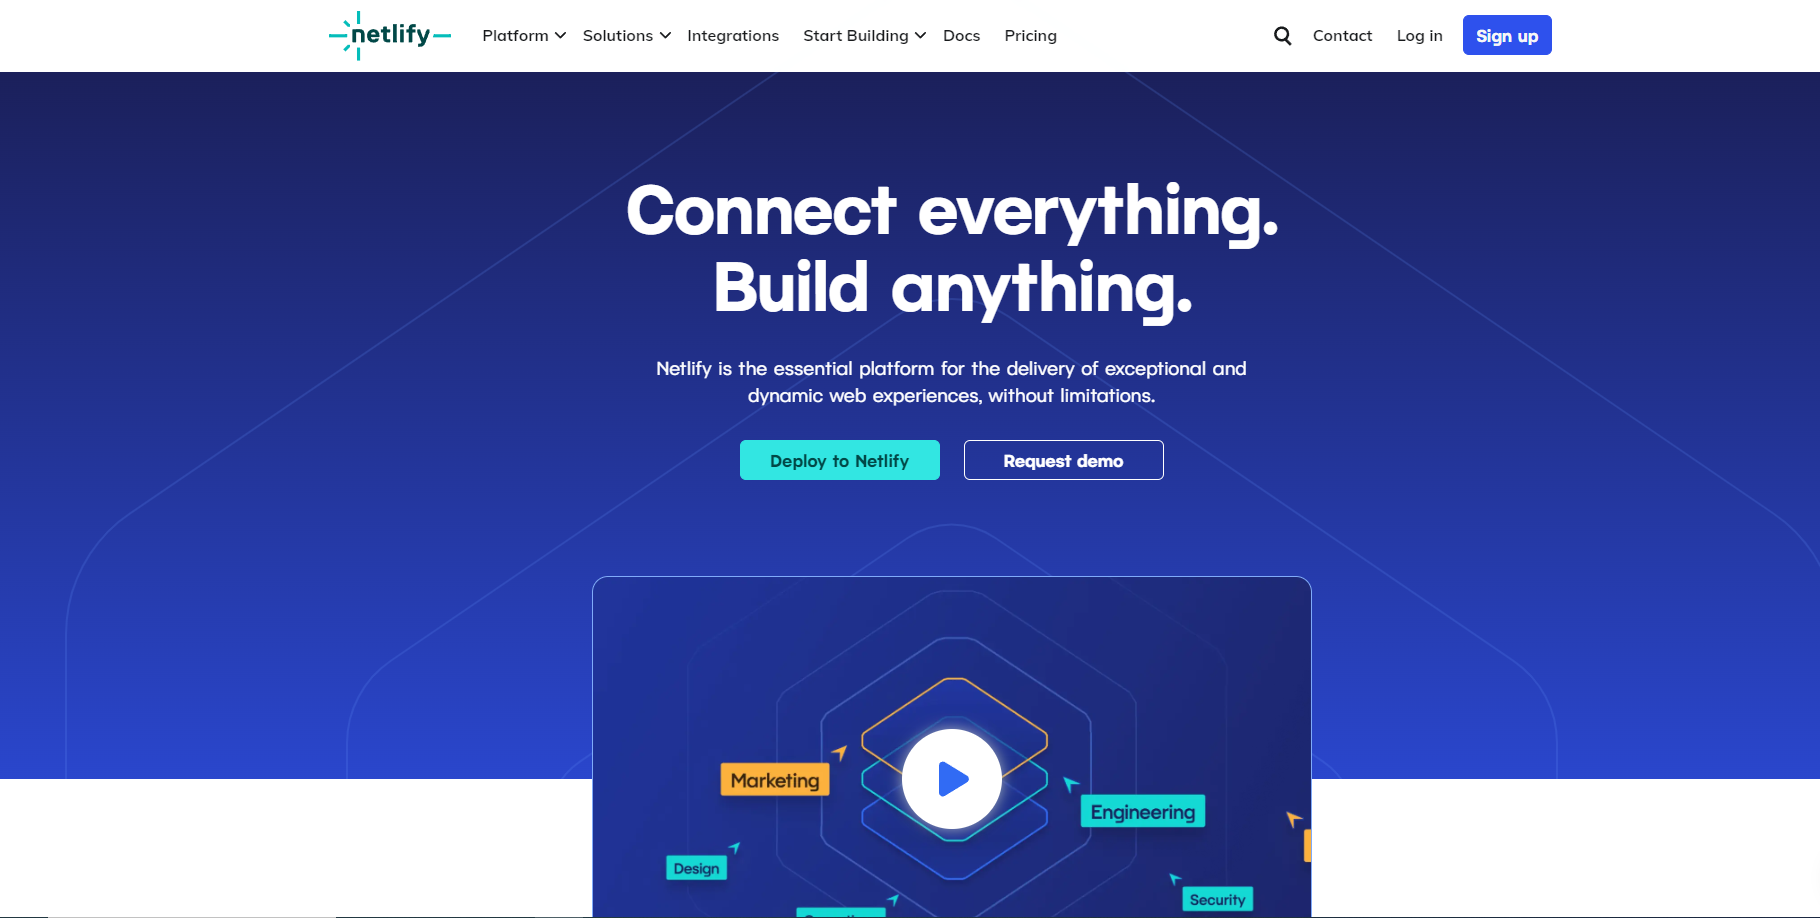 netlify
Platform
Solutions
Integrations
Start Building
Docs
Pricing
Contact
Log in
Sign up
Connect everything.
Build anything.
Netlify is the essential platform for the delivery of exceptional and
dynamic web experiences, without limitations.
Deploy to Netlify
Request demo
Marketing
Engineering
Design
Security